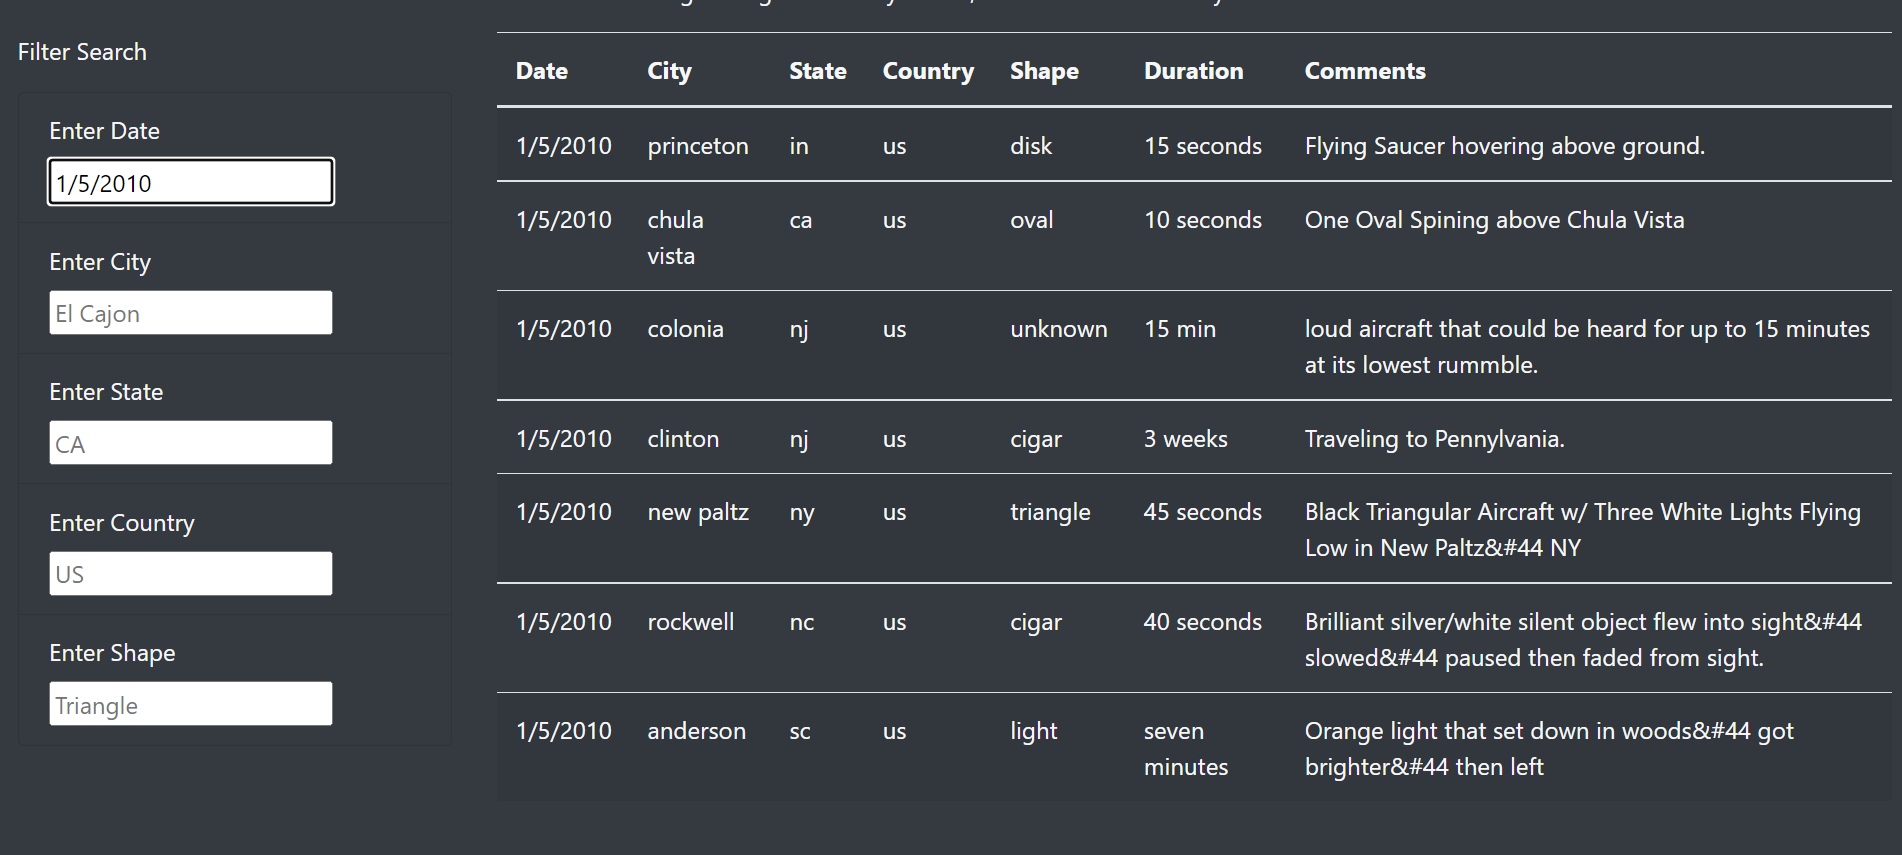 Filter Search
Enter Date
1/5/2010
Enter City
El Cajon
Enter State
CA
Enter Country
US
Enter Shape
Triangle
Date City State Country Shape Duration Comments
1/5/2010 princeton in us disk 15 seconds Flying Saucer hovering above ground.
1/5/2010 chula ca us oval 10 seconds One Oval Spining above Chula Vista
vista
1/5/2010 colonia nj us unknown 15 min loud aircraft that could be heard for up to 15 minutes
at its lowest rummble.
1/5/2010 clinton nj us cigar 3 weeks Traveling to Pennylvania.
1/5/2010 new paltz ny us triangle 45 seconds Black Triangular Aircraft w/ Three White Lights Flying
Low in New Paltz&#44 NY
1/5/2010 rockwell nc us cigar 40 seconds Brilliant silver/white silent object flew into sight&#44
slowed&#44 paused then faded from sight.
1/5/2010 anderson sc us light seven Orange light that set down in woods&#44 got
minutes brighter&#44 then left